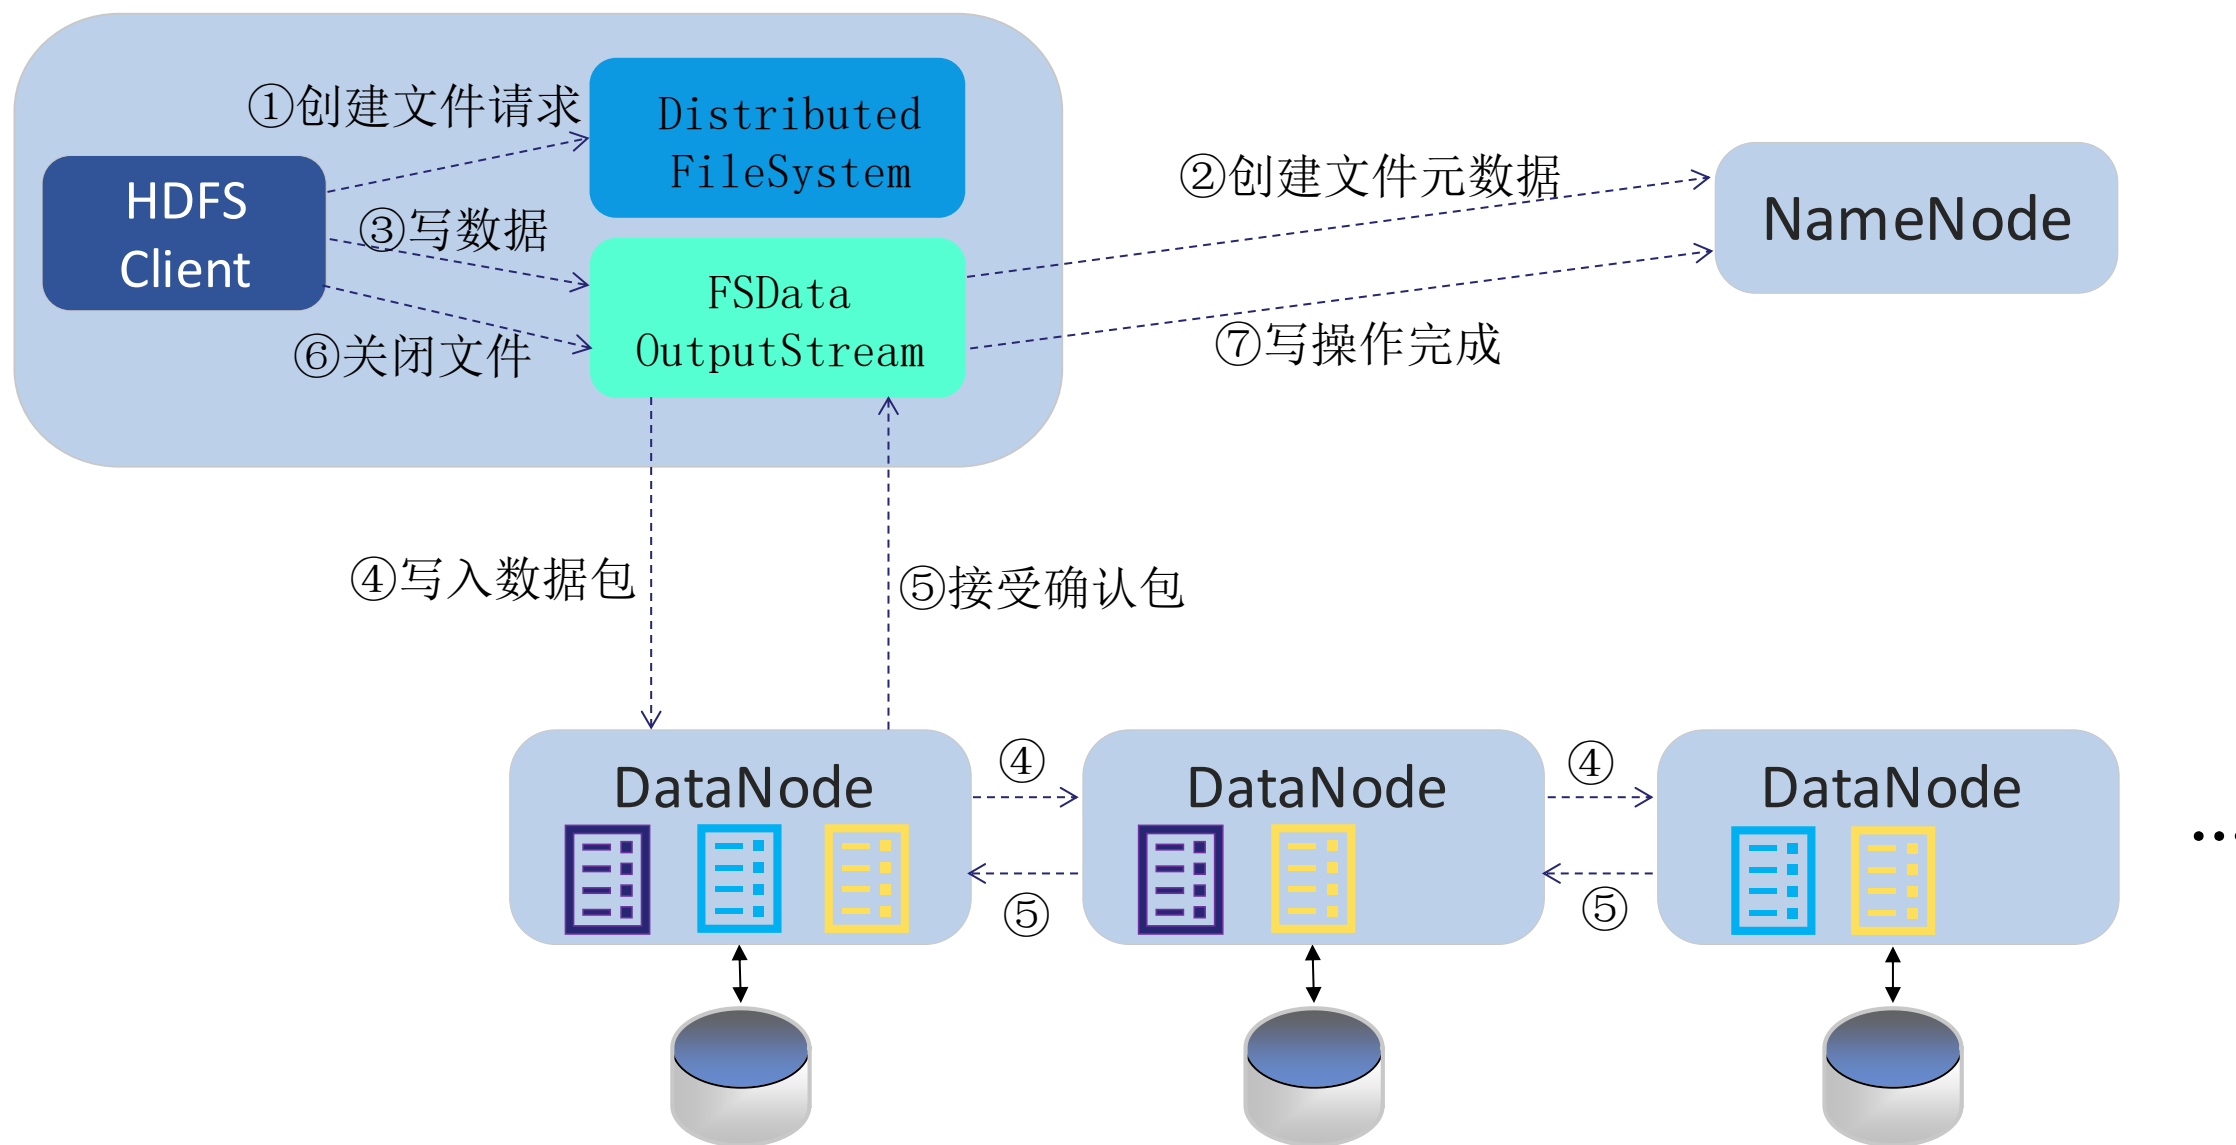 ①创建文件请求
Distributed
FileSystem
HDFS
Client
③写数据
FSData
OutputStream
⑥关闭文件
②创建文件元数据
NameNode
⑦写操作完成
④写入数据包
⑤接受确认包
DataNode
④
DataNode
④
DataNode
⑤
⑤
...